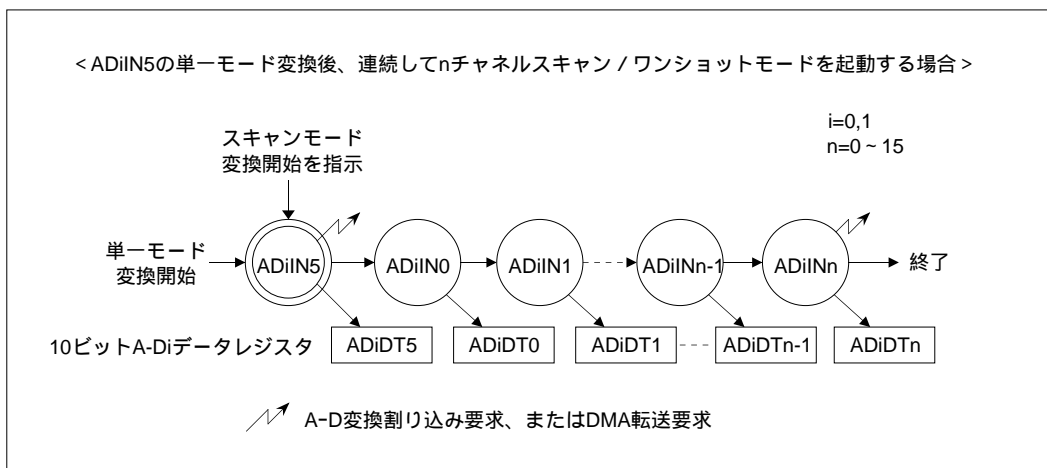 < ADiIN5の単一モード変換後、連続してnチャネルスキャン / ワンショットモードを起動する場合 >
i=0,1
n=0 ~ 15
スキャンモード
変換開始を指示
単一モード
変換開始
ADiIN5
ADiIN0
ADiIN1
ADiINn-1
ADiINn
終了
10ビットA-Diデータレジスタ
ADiDT5
ADiDT0
ADiDT1
ADiDTn-1
ADiDTn
A-D変換割り込み要求、またはDMA転送要求